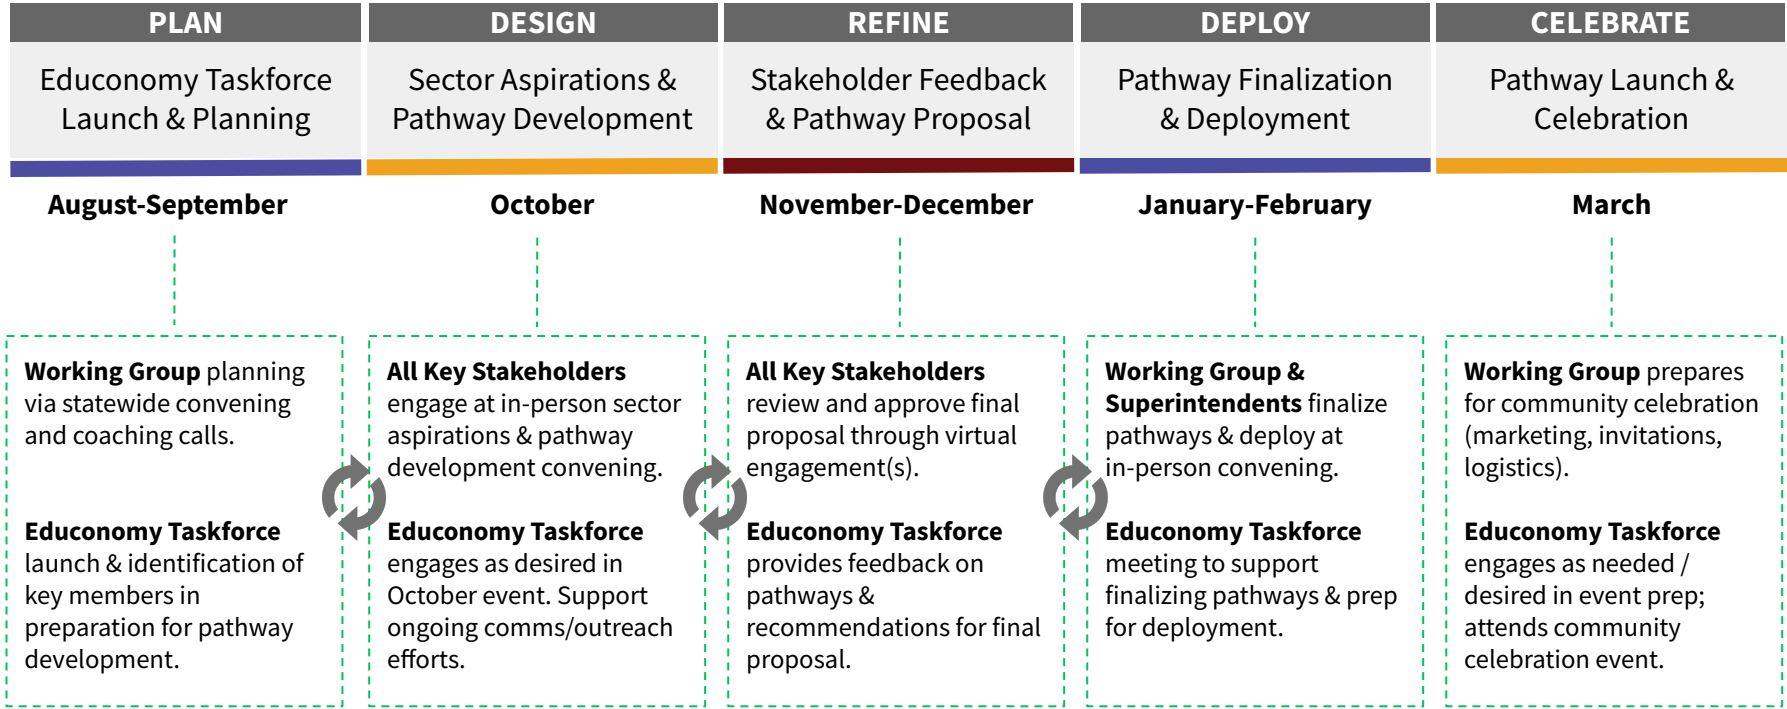 PLAN
Educonomy Taskforce
Launch & Planning
August-September
Working Group planning
via statewide convening
and coaching calls.
Educonomy Taskforce
launch & identification of
key members in
preparation for pathway
development.
DESIGN
Sector Aspirations &
Pathway Development
October
All Key Stakeholders
engage at in-person sector
aspirations & pathway
development convening.
Educonomy Taskforce
engages as desired in
October event. Support
ongoing comms/outreach
efforts.
REFINE
Stakeholder Feedback
& Pathway Proposal
November-December
All Key Stakeholders
review and approve final
proposal through virtual
engagement(s).
Educonomy Taskforce
provides feedback on
pathways &
recommendations for final
proposal.
DEPLOY
Pathway Finalization
& Deployment
January-February
Working Group &
Superintendents finalize
pathways & deploy at
in-person convening.
Educonomy Taskforce
meeting to support
finalizing pathways & prep
for deployment.
CELEBRATE
Pathway Launch &
Celebration
March
Working Group prepares
for community celebration
(marketing, invitations,
logistics).
Educonomy Taskforce
engages as needed /
desired in event prep;
attends community
celebration event.